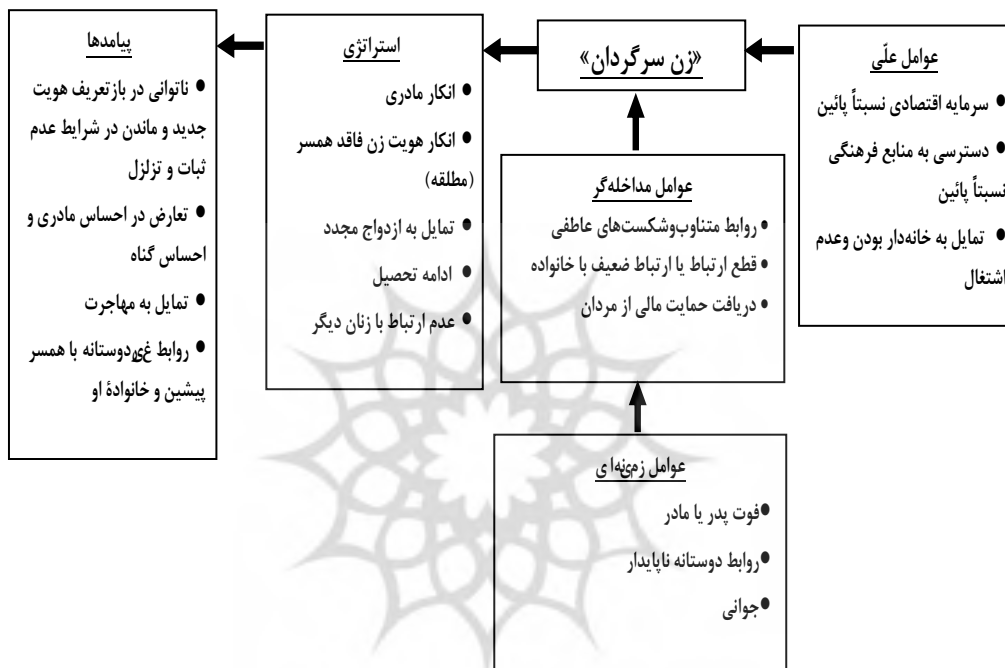 عوامل علّی
● سرمایه اقتصادی نسبتاً پائین
● دسترسی به منابع فرهنگی
نسبتاً پائین
● تمایل به خانه‌دار بودن وعدم
اشتغال
«زن سرگردان»
عوامل مداخله‌گر
● روابط متناوب‌وشکست‌های عاطفی
● قطع ارتباط یا ارتباط ضعیف با خانواده
● دریافت حمایت مالی از مردان
عوامل زمینه‌ای
●فوت پدر یا مادر
●روابط دوستانه ناپایدار
●جوانی
استراتژی
● انکار مادری
● انکار هویت زن فاقد همسر
(مطلقه)
● تمایل به ازدواج مجدد
● ادامه تحصیل
● عدم ارتباط با زنان دیگر
پیامدها
● ناتوانی در بازتعریف هویت
جدید و ماندن در شرایط عدم
ثبات و تزلزل
● تعارض در احساس مادری و
احساس گناه
● تمایل به مهاجرت
● روابط غیردوستانه با همسر
پیشین و خانوادهٔ او